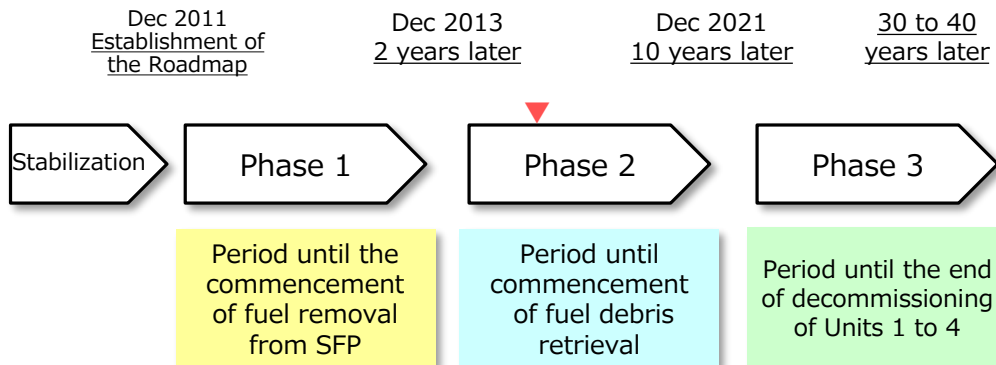 Dec 2011
Establishment of
the Roadmap
Dec 2013
2 years later
Dec 2021
10 years later
30 to 40
years later
Stabilization
Phase 1
Phase 2
Phase 3
Period until the
commencement
of fuel removal
from SFP
Period until
commencement
of fuel debris
retrieval
Period until the end
of decommissioning
of Units 1 to 4